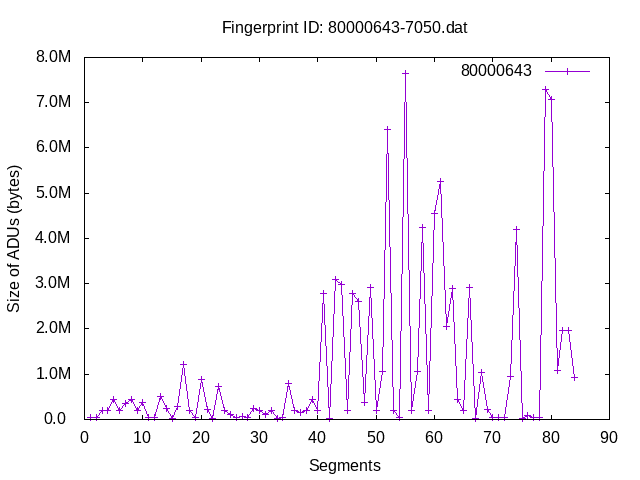 Fingerprint ID: 80000643-7050.dat
80000643
8.0M
7.0M
6.0M
5.0M
4.0M
3.0M
2.0M
1.0M
0.0
Size of ADUs (bytes)
0 10 20 30 40 50 60 70 80 90
Segments